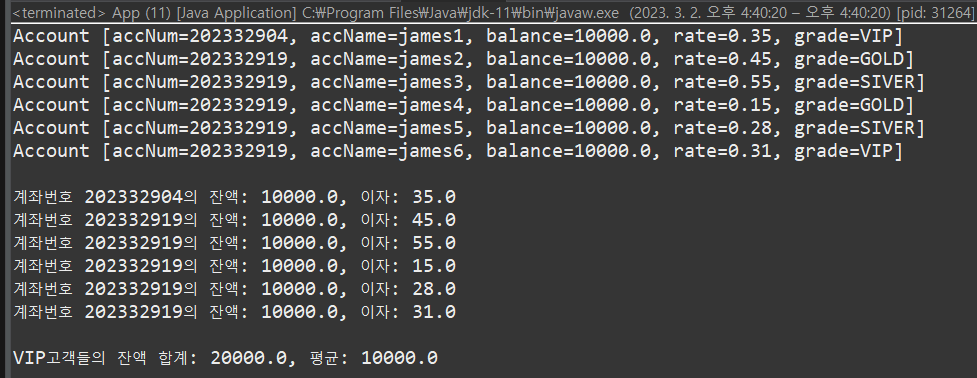 <terminated> App (11) [Java Application] C:₩Program Files₩Java₩jdk-11₩bin₩javaw.exe (2023. 3. 2. 오후 4:40:20 – 오후 4:40:20) [pid: 31264]
Account [accNum=202332904, accName=james1, balance=10000.0, rate=0.35, grade=VIP]
Account [accNum=202332919, accName=james2, balance=10000.0, rate=0.45, grade=GOLD]
Account [accNum=202332919, accName=james3, balance=10000.0, rate=0.55, grade=SIVER]
Account [accNum=202332919, accName=james4, balance=10000.0, rate=0.15, grade=GOLD]
Account [accNum=202332919, accName=james5, balance=10000.0, rate=0.28, grade=SIVER]
Account [accNum=202332919, accName=james6, balance=10000.0, rate=0.31, grade=VIP]
계좌번호 202332904의 잔액: 10000.0, 이자: 35.0
계좌번호 202332919의 잔액: 10000.0, 이자: 45.0
계좌번호 202332919의 잔액: 10000.0, 이자: 55.0
계좌번호 202332919의 잔액: 10000.0, 이자: 15.0
계좌번호 202332919의 잔액: 10000.0, 이자: 28.0
계좌번호 202332919의 잔액: 10000.0, 이자: 31.0
VIP고객들의 잔액 합계: 20000.0, 평균: 10000.0